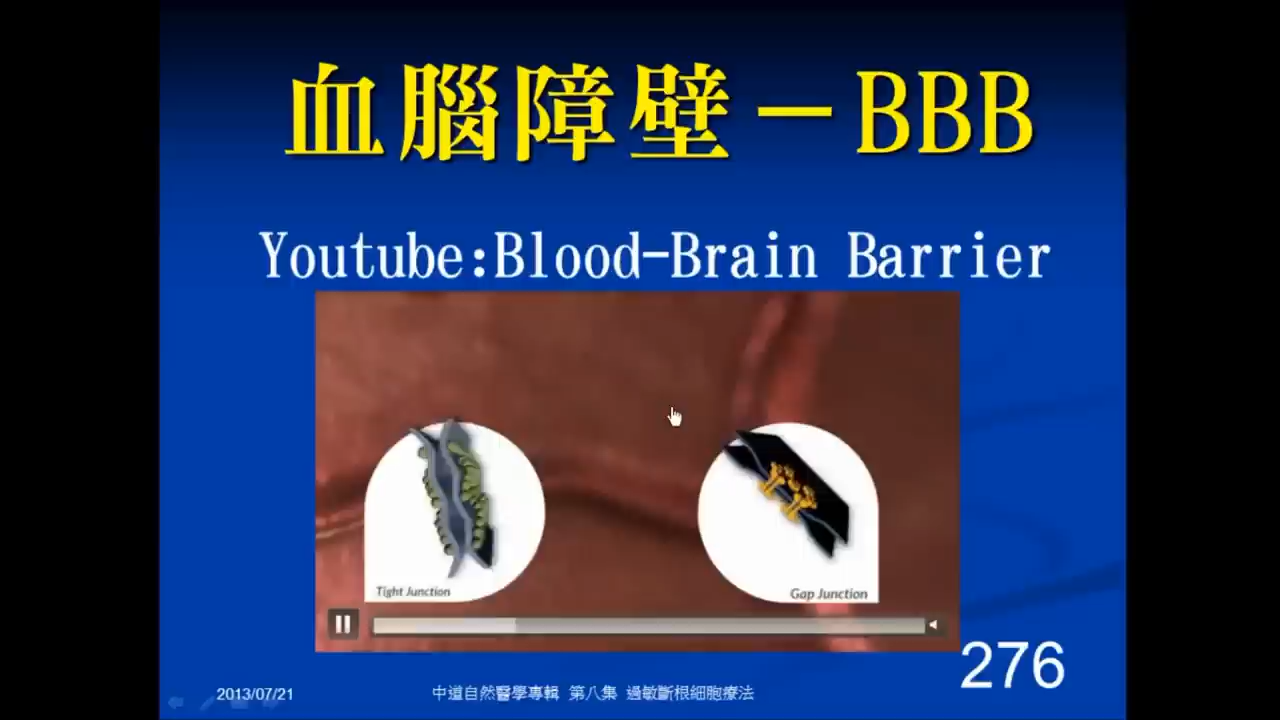 血腦障壁－BBB
Youtube:Blood-Brain Barrier
Tight Junction
Gap Junction
276
2013/07/21
中道自然醫學專輯 第八集 過敏斷根細胞療法